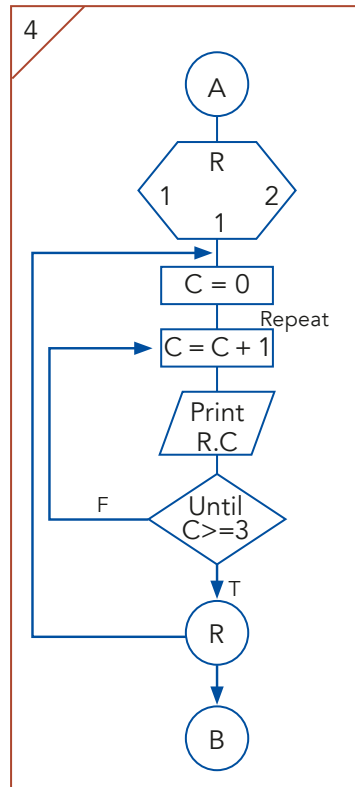 4
A
R
1 2
1
C = 0
Repeat
C = C + 1
Print
R.C
Until
C>=3
F
T
R
B